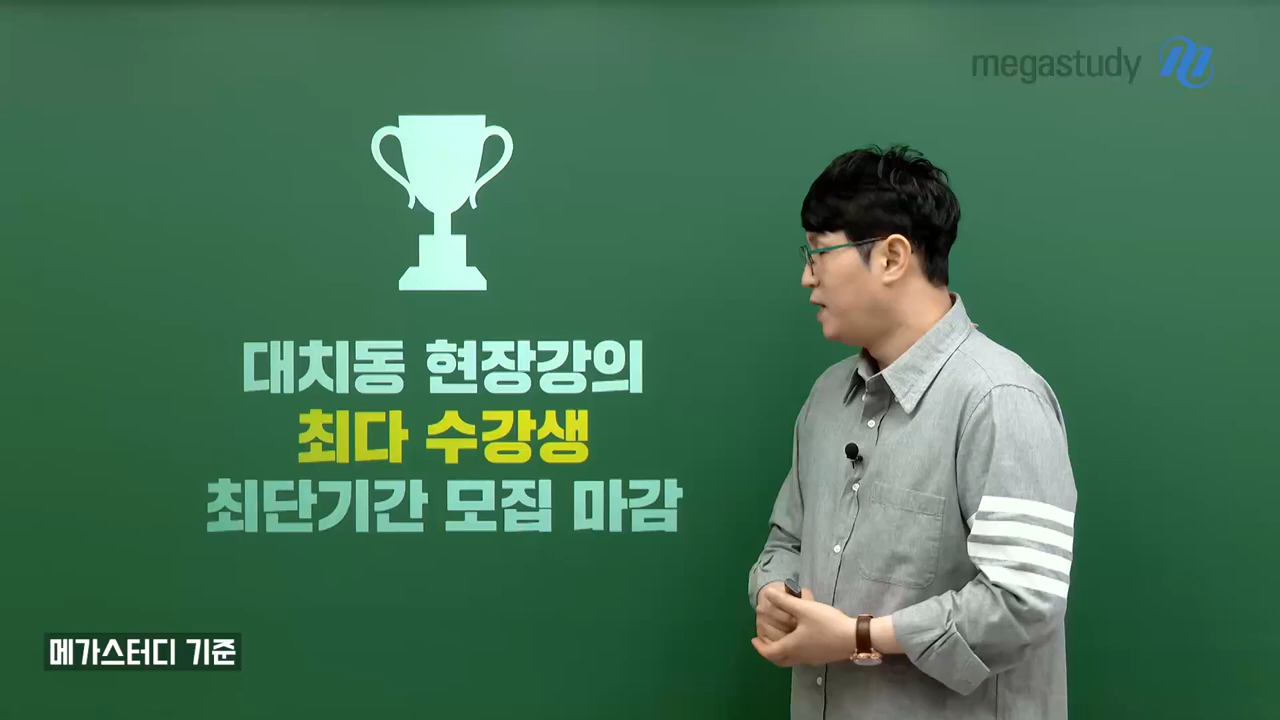 megastudy
대치동 현장강의
최다 수강생
최단기간 모집 마감
메가스터디 기준